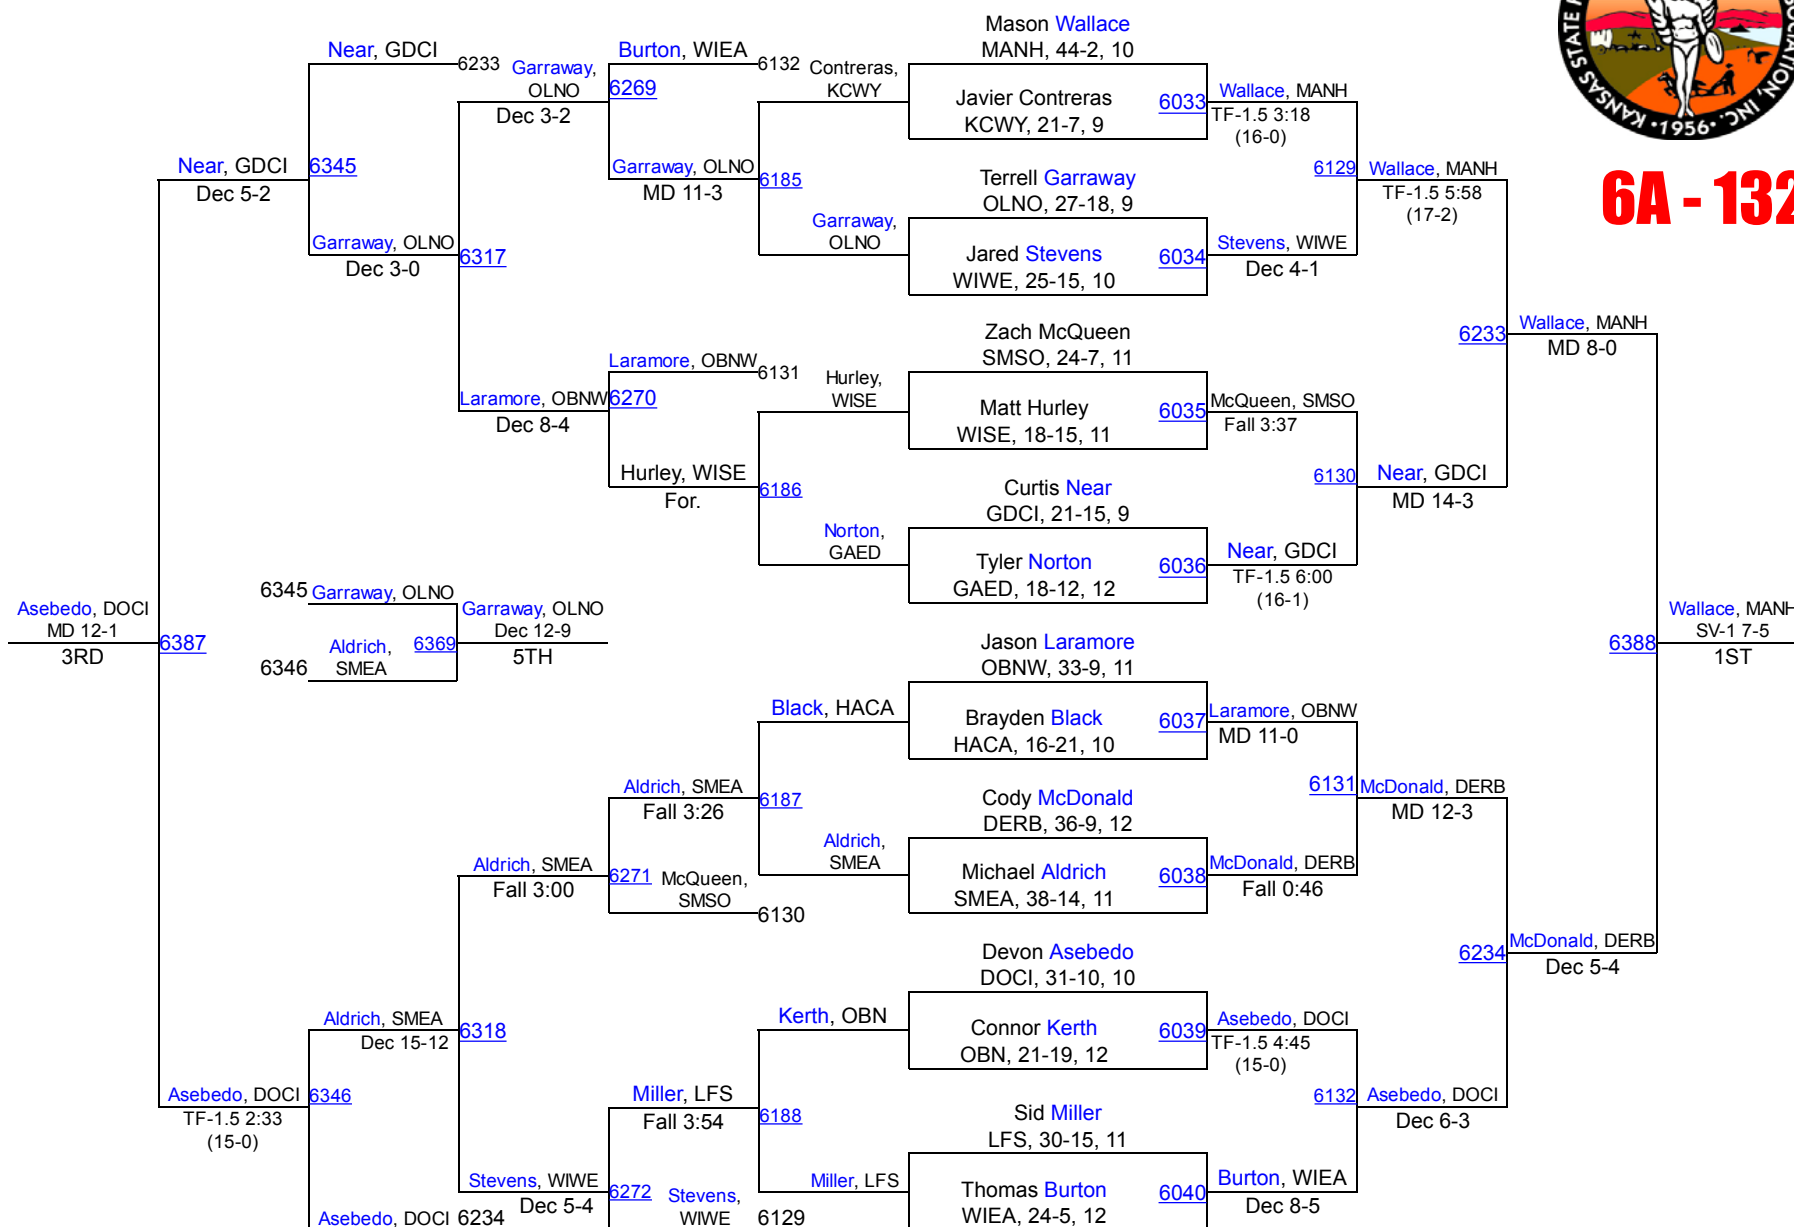 Near, GDCI
6233
Garraway,
OLNO
Dec 3-2
Burton, WIEA
6269
6132
Contreras,
KCWY
Garraway, OLNO
MD 11-3
6185
Garraway,
OLNO
Near, GDCI
Dec 5-2
6345
Garraway, OLNO
Dec 3-0
6317
Laramore, OBNW
6131
Hurley,
WISE
Laramore, OBNW
Dec 8-4
6270
Hurley, WISE
For.
6186
Norton,
GAED
Asebedo, DOCI
MD 12-1
3RD
6387
6345
Garraway, OLNO
Aldrich,
SMEA
6346
6369
Garraway, OLNO
Dec 12-9
5TH
Black, HACA
Aldrich, SMEA
Fall 3:26
6187
Aldrich,
SMEA
Aldrich, SMEA
Fall 3:00
6271
McQueen,
SMSO
6130
Aldrich, SMEA
Dec 15-12
6318
Kerth, OBN
Asebedo, DOCI
TF-1.5 2:33
(15-0)
6346
Miller, LFS
Fall 3:54
6188
Miller, LFS
Stevens, WIWE
Dec 5-4
6272
Stevens,
WIWE
6129
Asebedo, DOCI
6234
Mason Wallace
MANH, 44-2, 10
Javier Contreras
KCWY, 21-7, 9
6033
Terrell Garraway
OLNO, 27-18, 9
Jared Stevens
WIWE, 25-15, 10
6034
Zach McQueen
SMSO, 24-7, 11
Matt Hurley
WISE, 18-15, 11
6035
Curtis Near
GDCI, 21-15, 9
Tyler Norton
GAED, 18-12, 12
6036
Jason Laramore
OBNW, 33-9, 11
Brayden Black
HACA, 16-21, 10
6037
Cody McDonald
DERB, 36-9, 12
Michael Aldrich
SMEA, 38-14, 11
6038
Devon Asebedo
DOCI, 31-10, 10
Connor Kerth
OBN, 21-19, 12
6039
Sid Miller
LFS, 30-15, 11
Thomas Burton
WIEA, 24-5, 12
6040
Wallace, MANH
TF-1.5 3:18
(16-0)
Stevens, WIWE
Dec 4-1
6129
Wallace, MANH
TF-1.5 5:58
(17-2)
McQueen, SMSO
Fall 3:37
6130
Near, GDCI
MD 14-3
Near, GDCI
TF-1.5 6:00
(16-1)
6233
Wallace, MANH
MD 8-0
Laramore, OBNW
MD 11-0
6131
McDonald, DERB
MD 12-3
McDonald, DERB
Fall 0:46
6234
McDonald, DERB
Dec 5-4
Asebedo, DOCI
TF-1.5 4:45
(15-0)
6132
Asebedo, DOCI
Dec 6-3
Burton, WIEA
Dec 8-5
6388
Wallace, MANH
SV-1 7-5
1ST
KANSAS STATE
INC.
•1956•
6A - 132